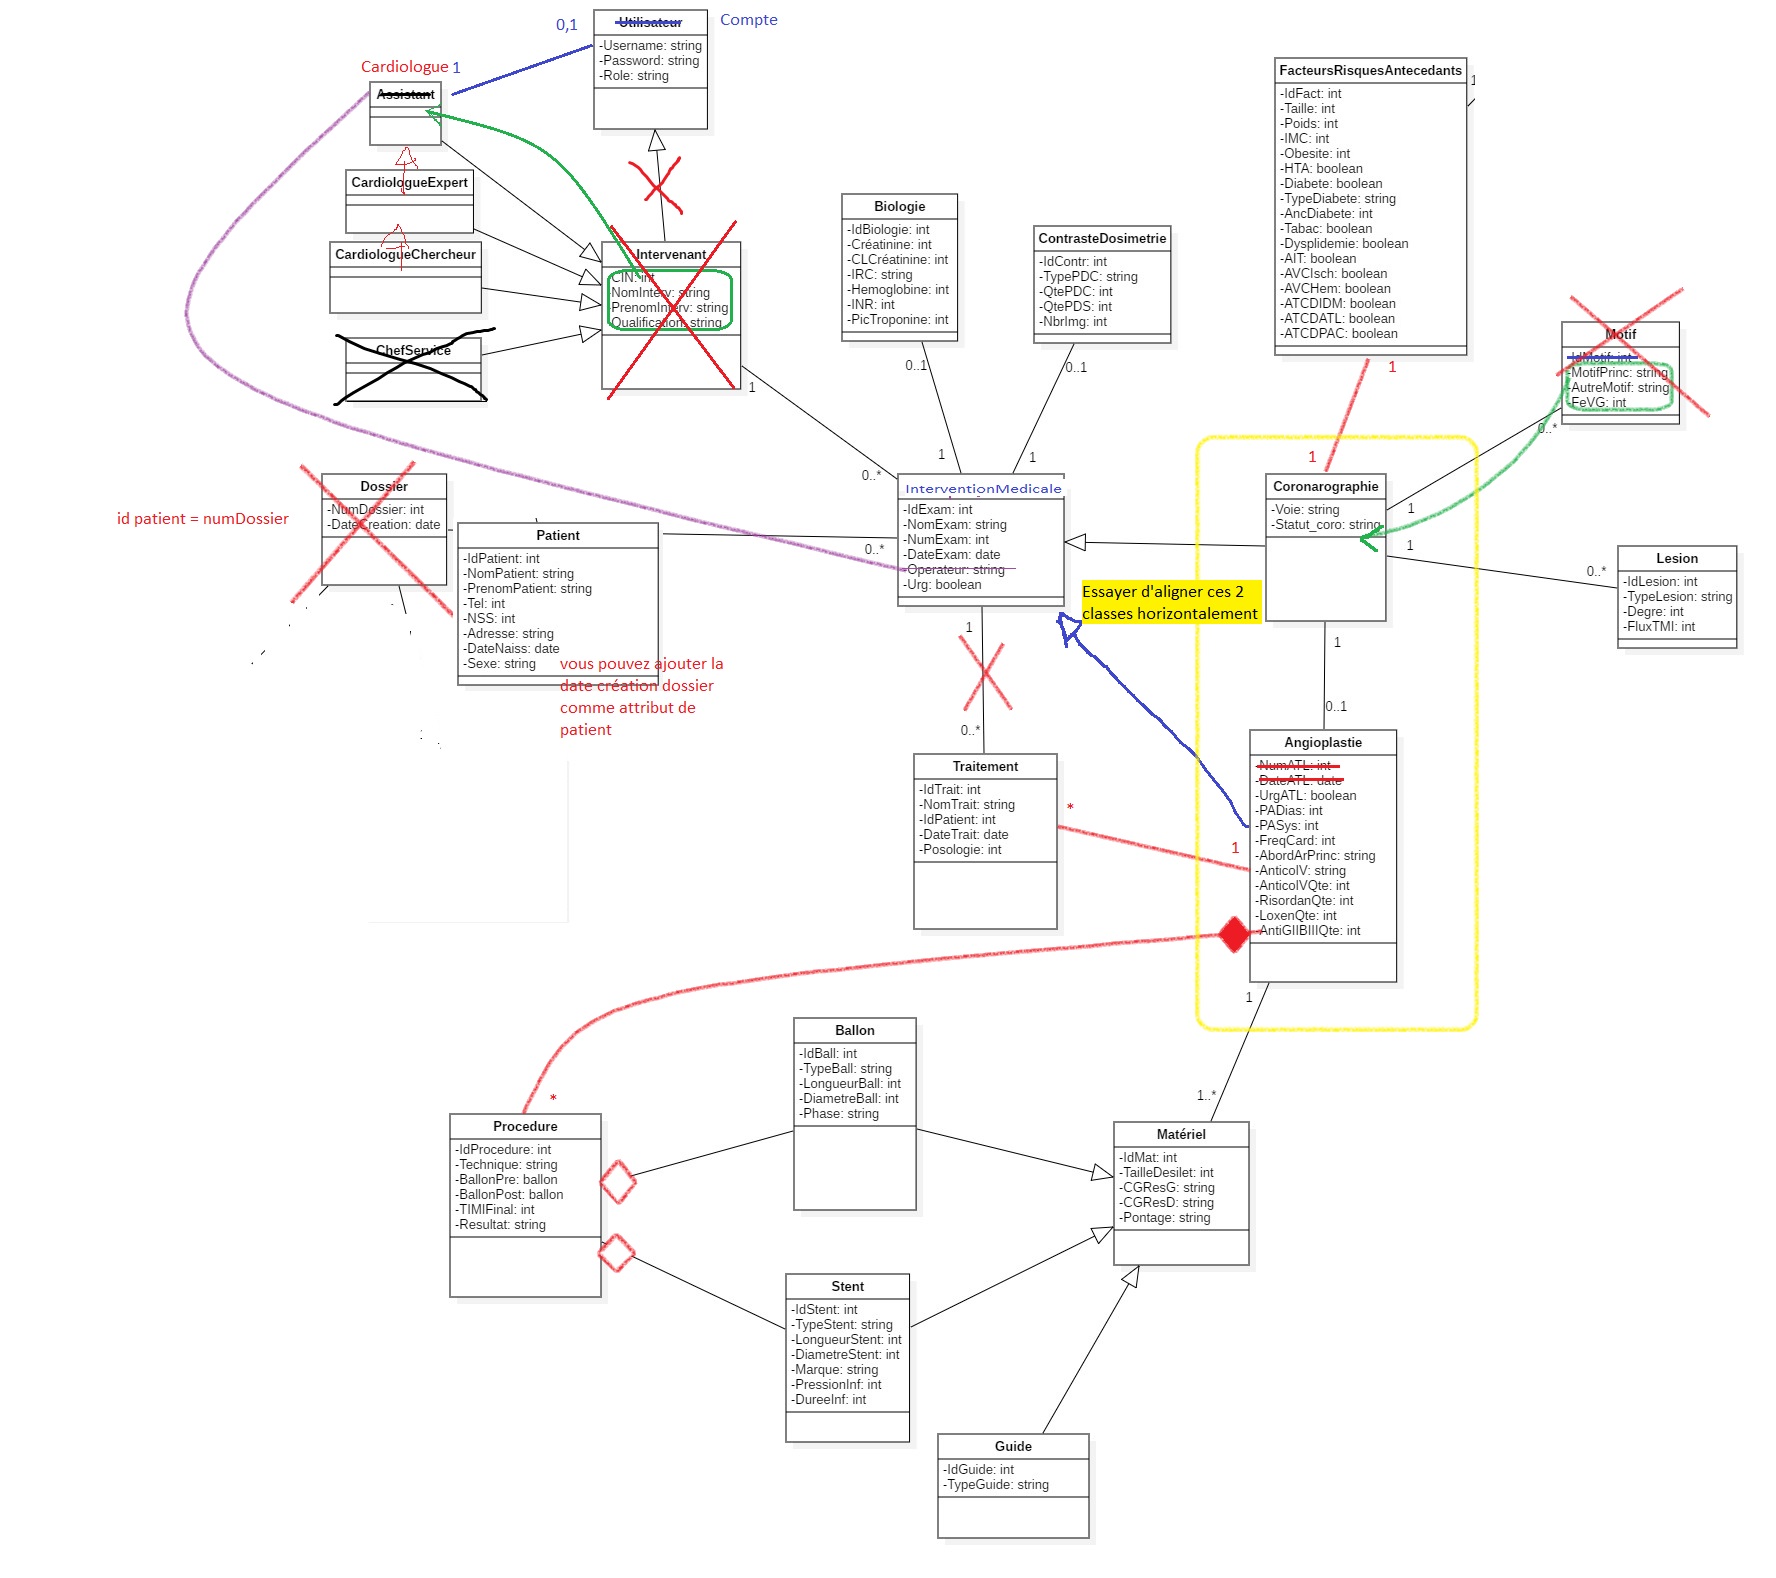 0,1
Utilisateur
Compte
-Username: string
-Password: string
-Role: string
Cardiologue 1
Assistant
CardiologueExpert
CardiologueChercheur
ChefService
Intervenant
CIN: int
NomInterv: string
PrenomInterv: string
Qualification: string
1
0..*
Biologie
-IdBiologie: int
-Créatinine: int
-CLCréatinine: int
-IRC: string
-Hemoglobine: int
-INR: int
-PicTroponine: int
0..1
1
ContrasteDosimetrie
-IdContr: int
-TypePDC: string
-QtePDC: int
-QtePDS: int
-NbrImg: int
0..1
1
FacteursRisquesAntecedants
1
-IdFact: int
-Taille: int
-Poids: int
-IMC: int
-Obesite: int
-HTA: boolean
-Diabete: boolean
-TypeDiabete: string
-AncDiabete: int
-Tabac: boolean
-Dysplidemie: boolean
-AIT: boolean
-AVCIsch: boolean
-AVCHem: boolean
-ATCDIDM: boolean
-ATCDATL: boolean
-ATCDPAC: boolean
1
1
Motif
-IdMotif: int
-MotifPrinc: string
-AutreMotif: string
-FeVG: int
0..*
1
Dossier
-NumDossier: int
-DateCreation: date
id patient = numDossier
Patient
-IdPatient: int
-NomPatient: string
-PrenomPatient: string
-Tel: int
-NSS: int
-Adresse: string
-DateNaiss: date
-Sexe: string
vous pouvez ajouter la
date création dossier
comme attribut de
patient
0..*
InterventionMedicale
-IdExam: int
-NomExam: string
-NumExam: int
-DateExam: date
-Operateur: string
-Urg: boolean
1
0..*
Essayer d'aligner ces 2
classes horizontalement
Coronarographie
-Voie: string
-Statut_coro: string
1
0..*
Lesion
-IdLesion: int
-TypeLesion: string
-Degre: int
-FluxTMI: int
1
0..1
Traitement
-IdTrait: int
-NomTrait: string
-IdPatient: int
-DateTrait: date
-Posologie: int
*
1
Angioplastie
-NumATL: int
-DateATL: date
-UrgATL: boolean
-PADias: int
-PASys: int
-FreqCard: int
-AbordArPrinc: string
-AnticoIV: string
-AnticoIVQte: int
-RisordanQte: int
-LoxenQte: int
-AntiGIIBIIIQte: int
1
1..*
*
Procedure
-IdProcedure: int
-Technique: string
-BallonPre: ballon
-BallonPost: ballon
-TIMIFinal: int
-Resultat: string
Ballon
-IdBall: int
-TypeBall: string
-LongueurBall: int
-DiametreBall: int
-Phase: string
Matériel
-IdMat: int
-TailleDesilet: int
-CGResG: string
-CGResD: string
-Pontage: string
Stent
-IdStent: int
-TypeStent: string
-LongueurStent: int
-DiametreStent: int
-Marque: string
-PressionInf: int
-DureeInf: int
Guide
-IdGuide: int
-TypeGuide: string